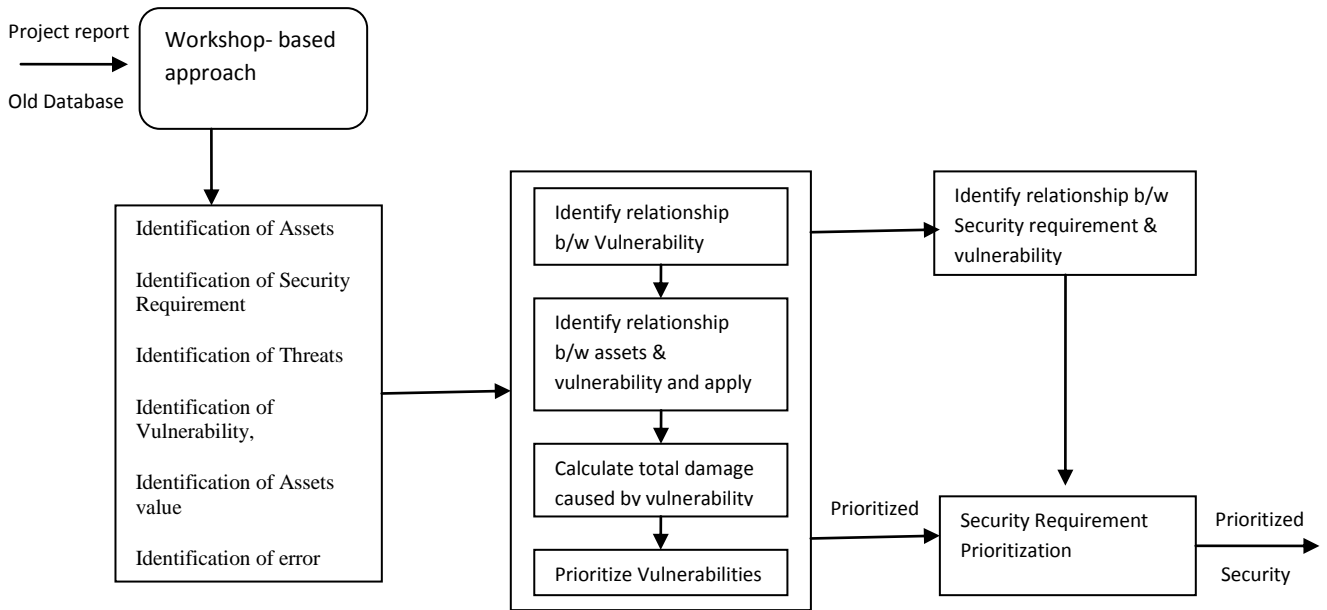 Project report
Old Database
Workshop- based
approach
Identification of Assets
Identification of Security
Requirement
Identification of Threats
Identification of
Vulnerability,
Identification of Assets
value
Identification of error
Identify relationship
b/w Vulnerability
Identify relationship
b/w assets &
vulnerability and apply
Calculate total damage
caused by vulnerability
Prioritize Vulnerabilities
Identify relationship b/w
Security requirement &
vulnerability
Prioritized
Security Requirement
Prioritization
Prioritized
Security